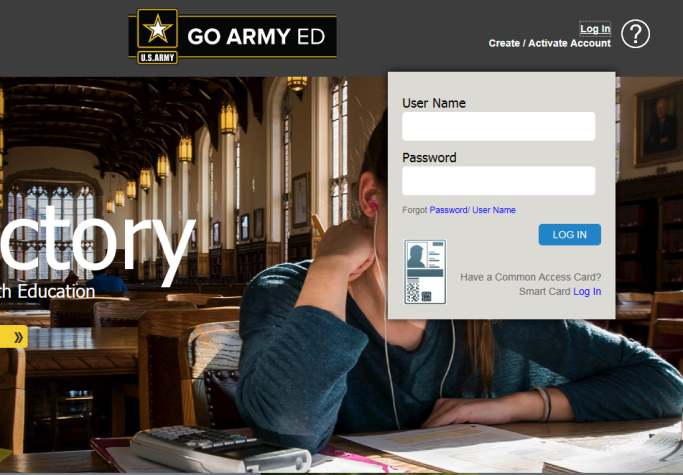 U.S.ARMY
GO ARMY ED
Log In
Create / Activate Account
?
User Name
Password
Forgot Password/ User Name
LOG IN
Have a Common Access Card?
Smart Card Log In
ctory
th Education
»